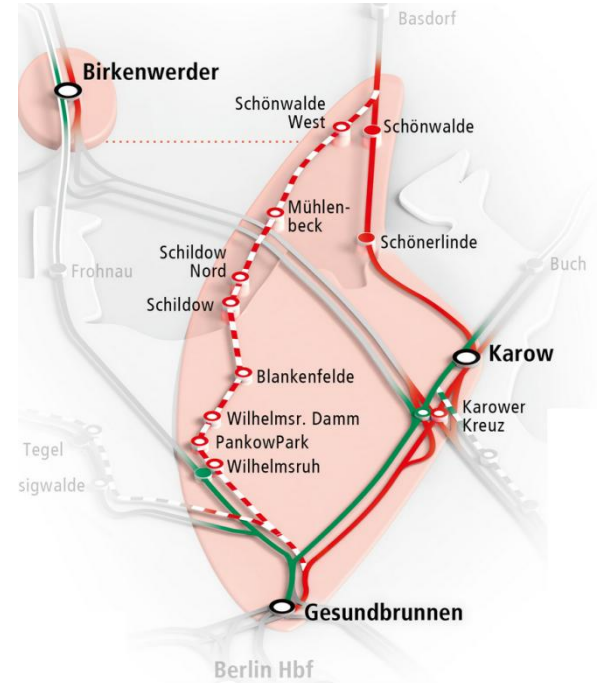 Basdorf
Birkenwerder
Schönwalde
West
Schönwalde
Mühlen-
beck
Schönerlinde
Schildow
Nord
Frohnau
Buch
Schildow
Karow
Blankenfelde
Karower
Kreuz
Wilhelmsr. Damm
Tegel
PankowPark
Wilhelmsruh
sigwalde
Gesundbrunnen
Berlin Hbf